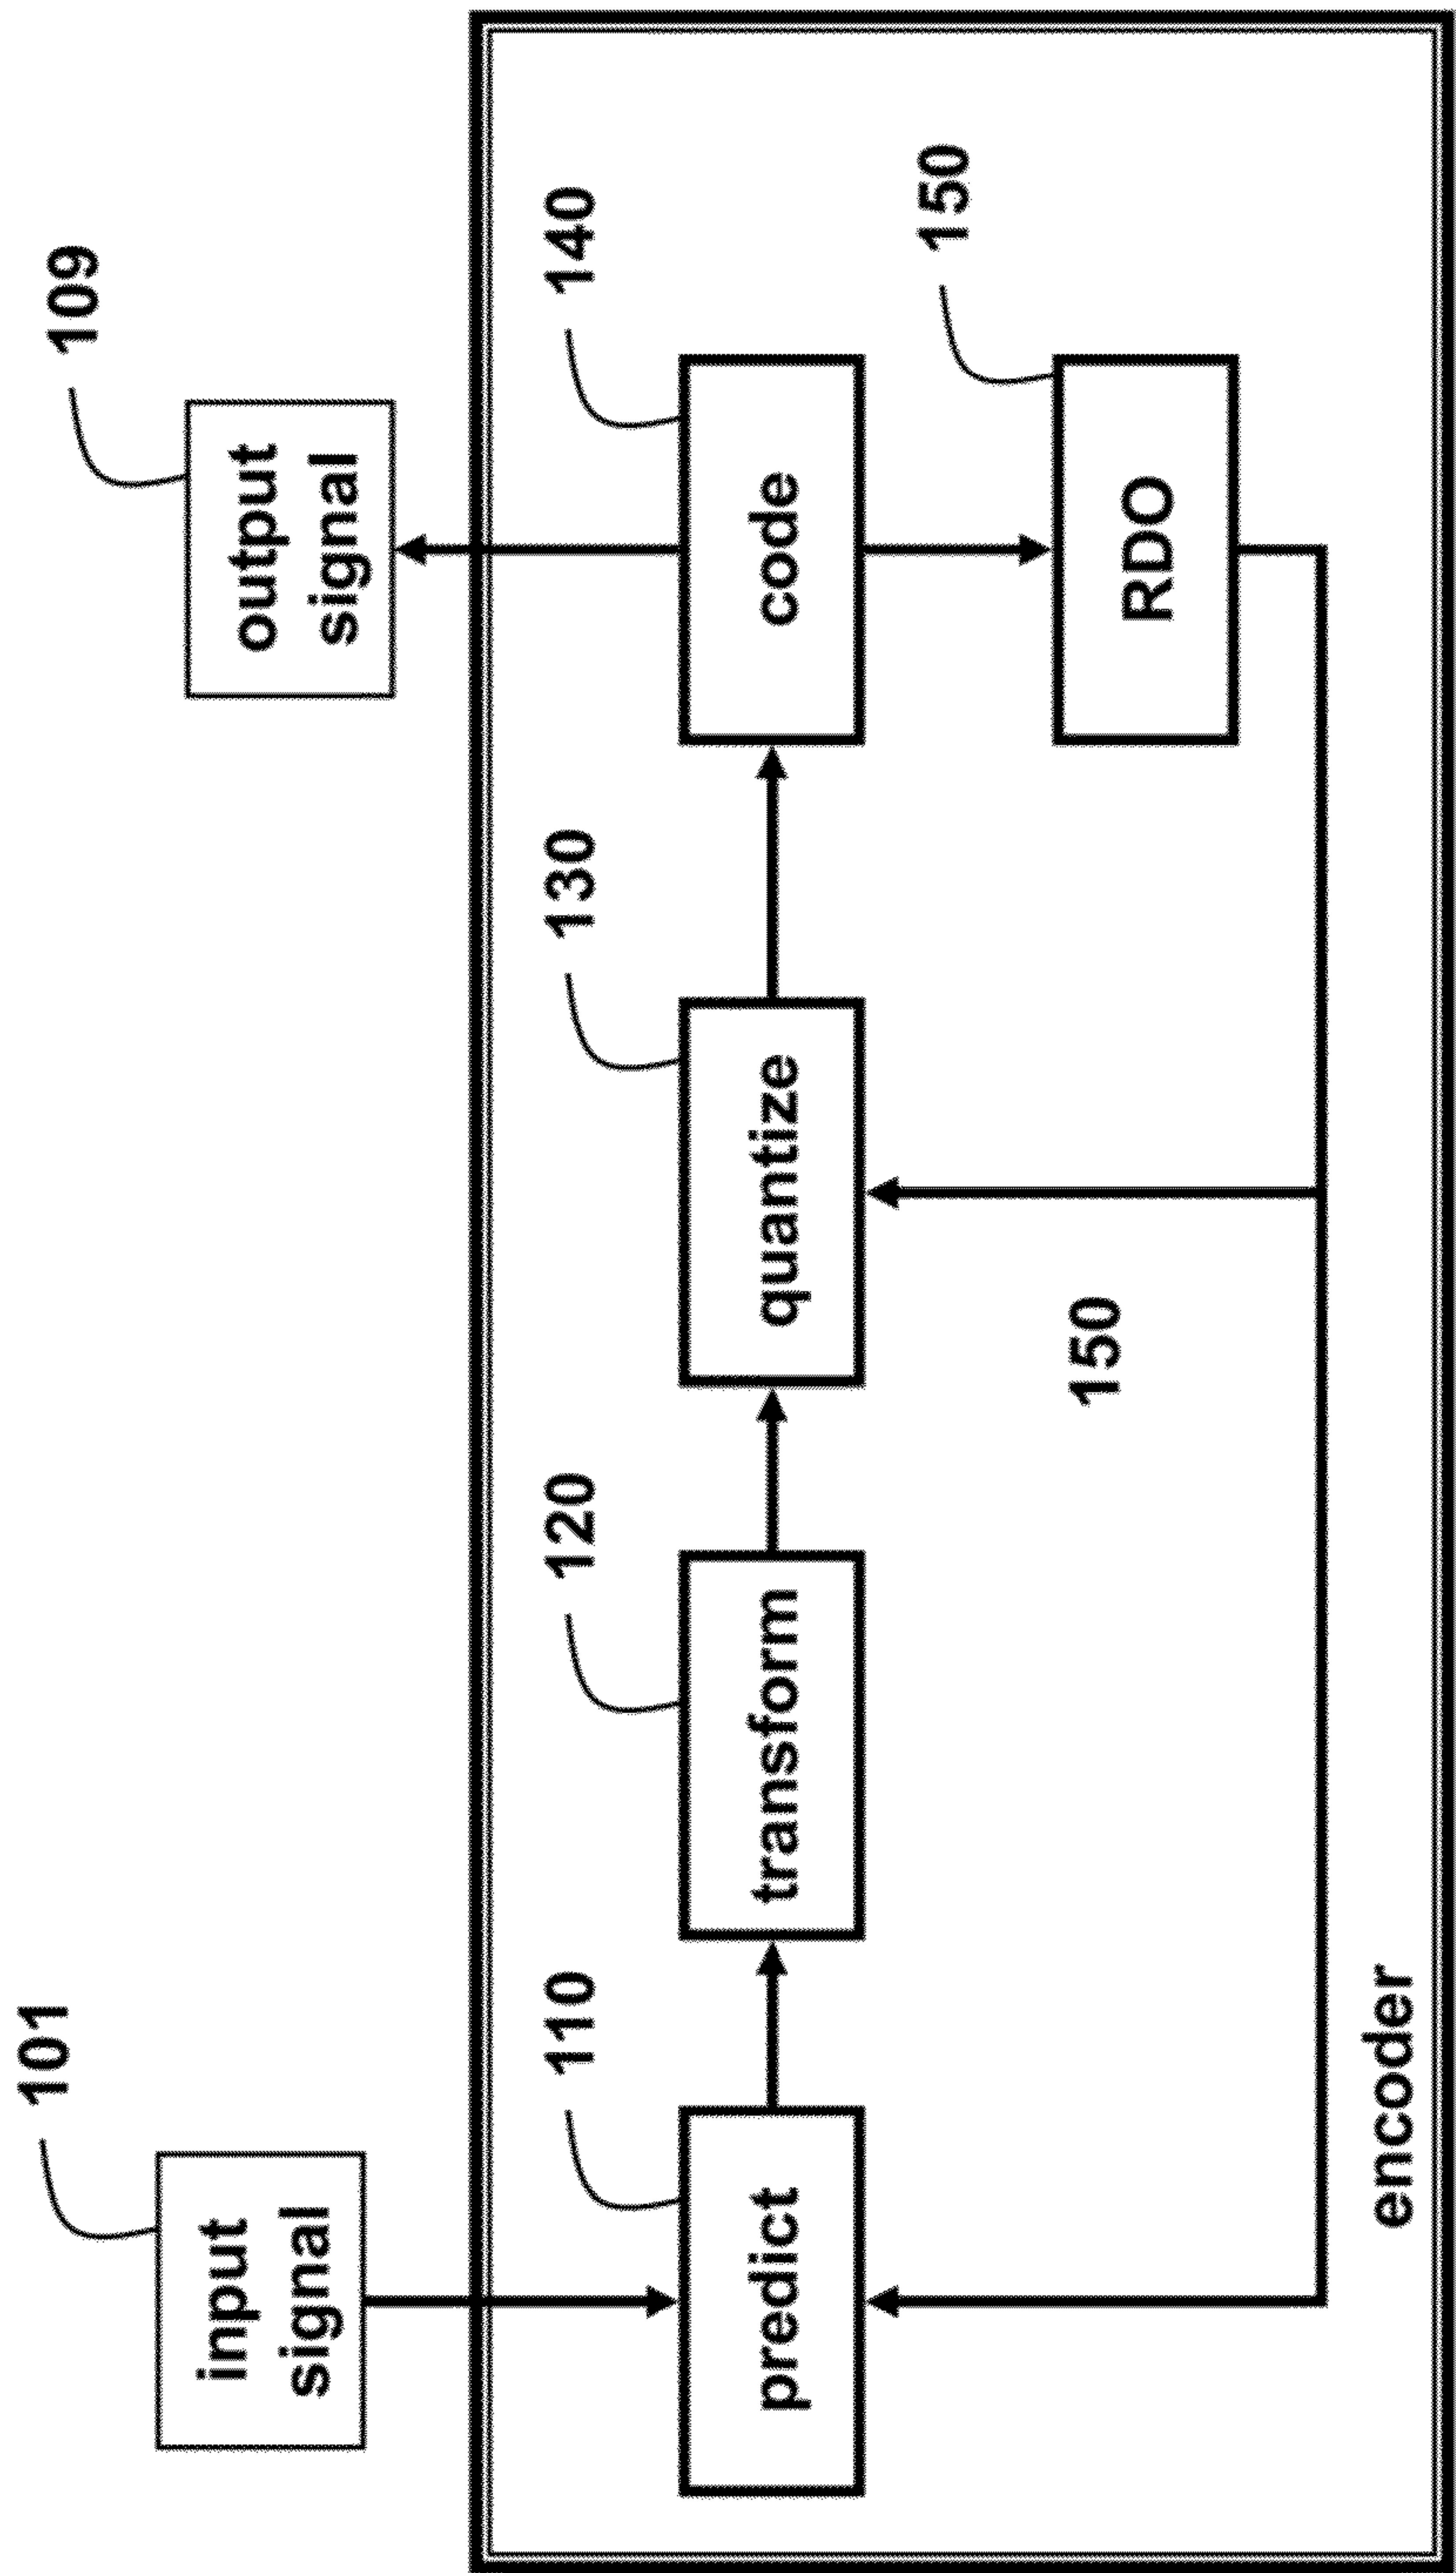 101
109
input
signal
output
signal
110
120
130
140
predict
transform
quantize
code
150
150
RDO
encoder